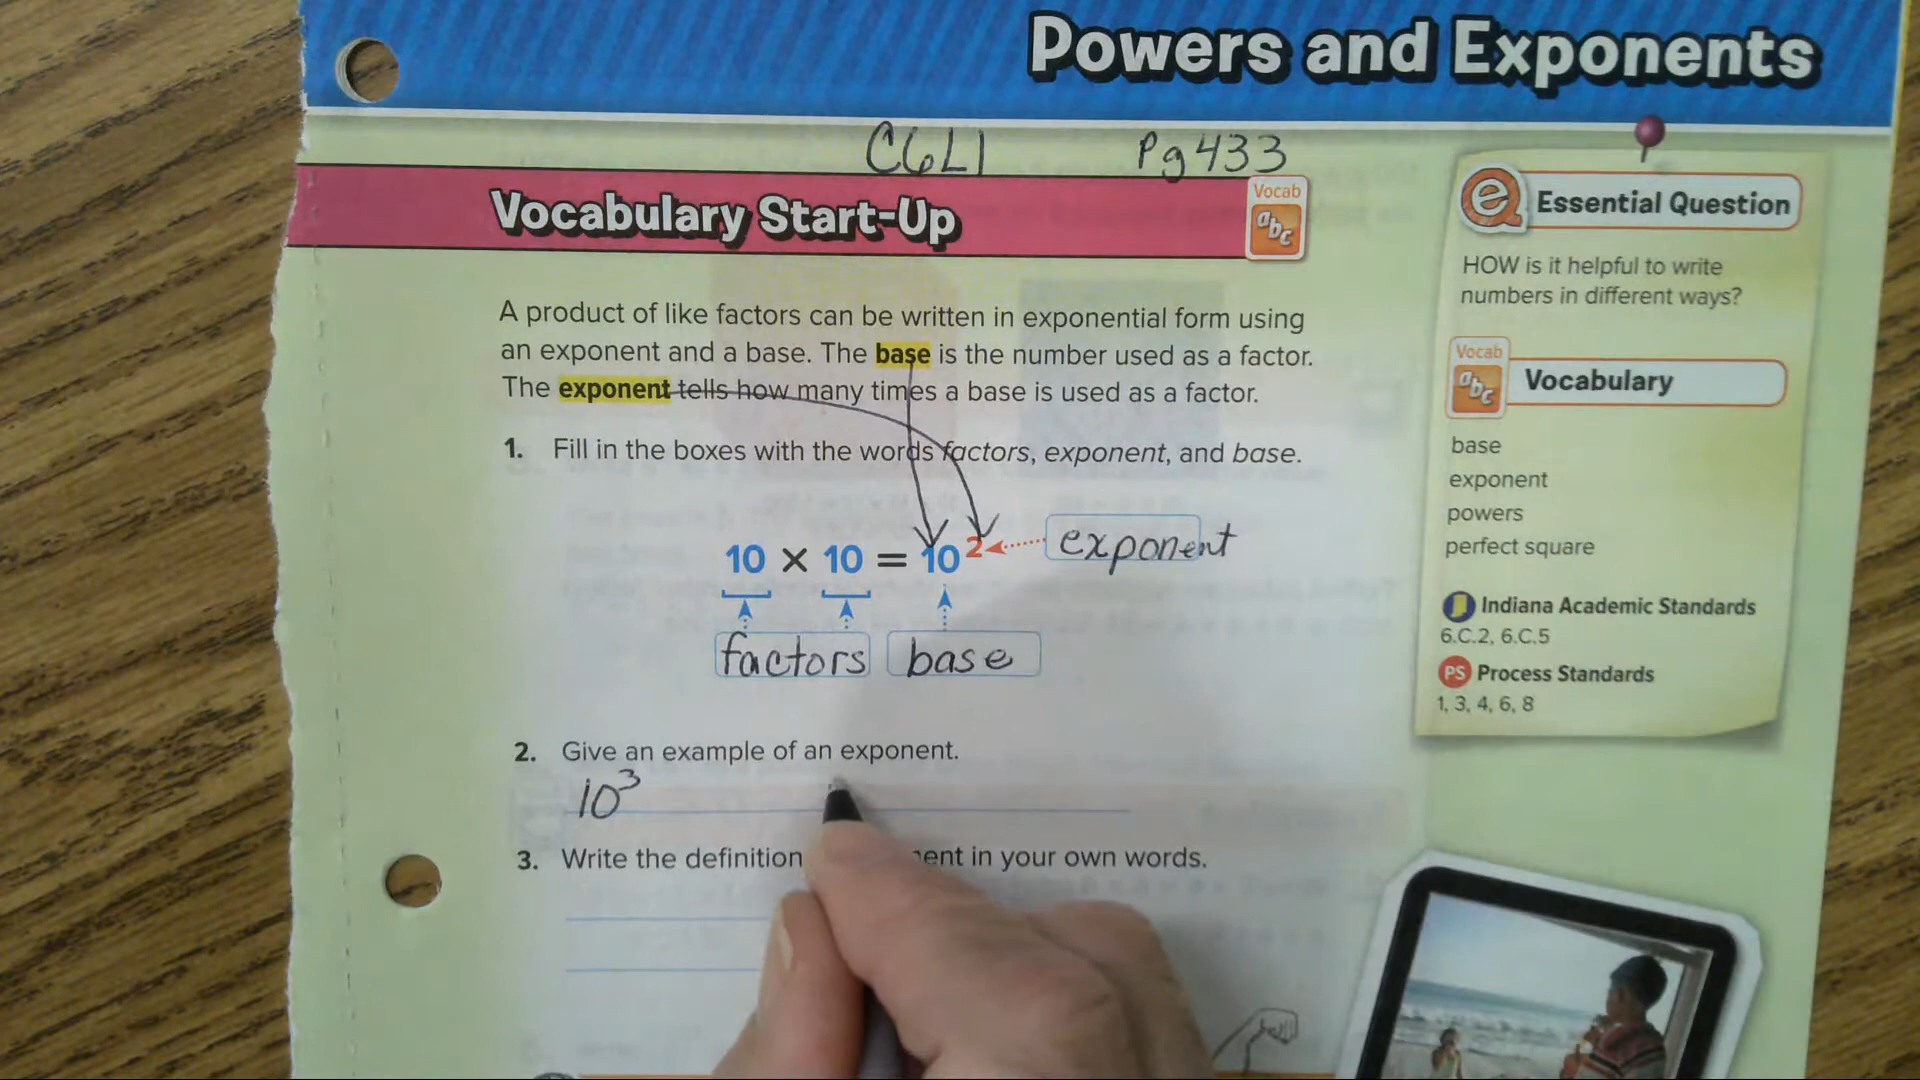 Powers and Exponents
C6L1 Pg 433
Vocabulary Start-Up
Vocab
abc
A product of like factors can be written in exponential form using
an exponent and a base. The base is the number used as a factor.
The exponent tells how many times a base is used as a factor.
1. Fill in the boxes with the words factors, exponent, and base.
10 × 10 = 10²
exponent
factors base
2. Give an example of an exponent.
10³
3. Write the definition ent in your own words.
e Essential Question
HOW is it helpful to write
numbers in different ways?
Vocab
abc
Vocabulary
base
exponent
powers
perfect square
Indiana Academic Standards
6.C.2, 6.C.5
PS Process Standards
1, 3, 4, 6, 8